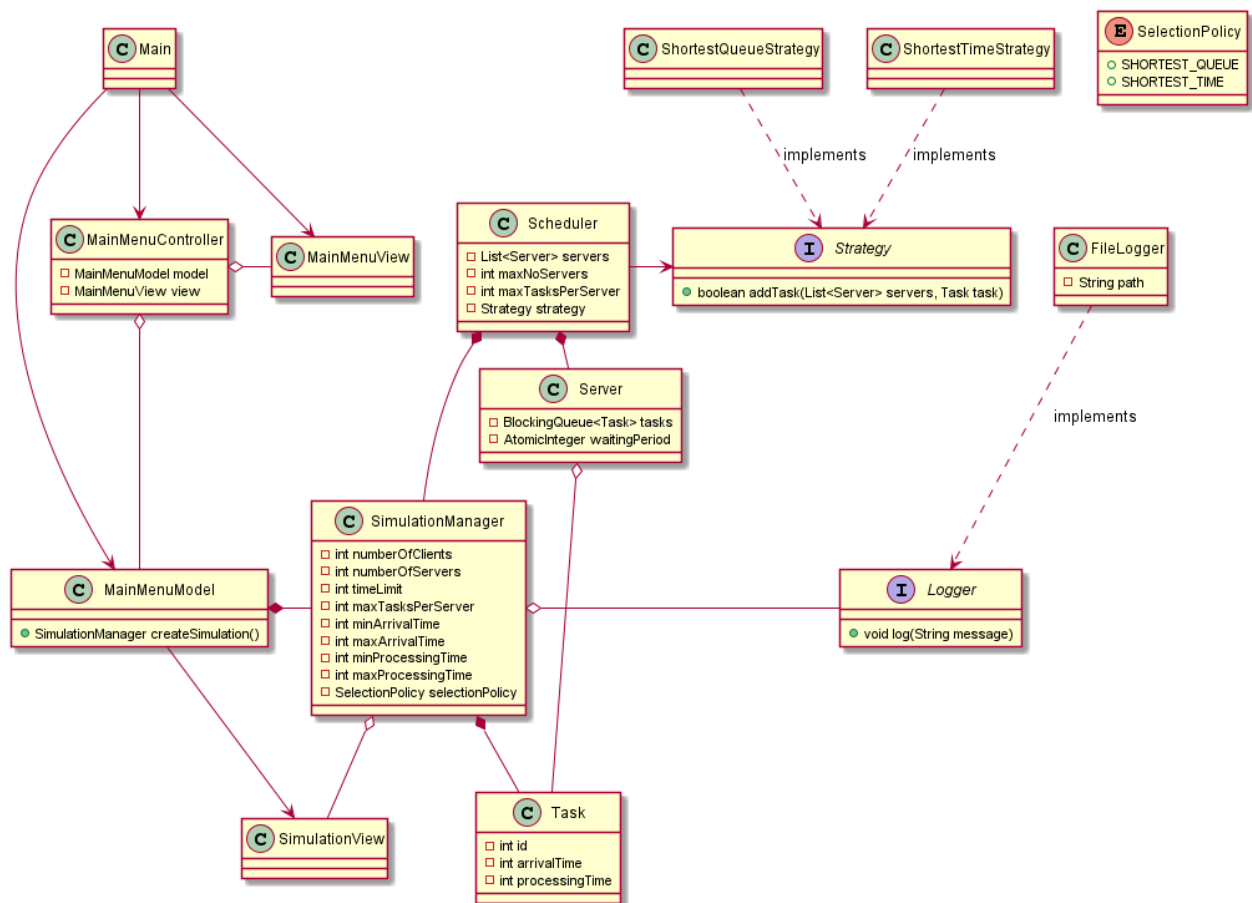 C Main
C ShortestQueueStrategy
C ShortestTimeStrategy
E SelectionPolicy
SHORTEST_QUEUE
SHORTEST_TIME
implements
implements
C MainMenuController
MainMenuModel model
MainMenuView view
C MainMenuView
C Scheduler
List<Server> servers
int maxNoServers
int maxTasksPerServer
Strategy strategy
I Strategy
boolean addTask(List<Server> servers, Task task)
C FileLogger
String path
C Server
BlockingQueue<Task> tasks
AtomicInteger waitingPeriod
implements
C SimulationManager
int numberOfClients
int numberOfServers
int timeLimit
int maxTasksPerServer
int minArrivalTime
int maxArrivalTime
int minProcessingTime
int maxProcessingTime
SelectionPolicy selectionPolicy
C MainMenuModel
SimulationManager createSimulation()
I Logger
void log(String message)
C SimulationView
C Task
int id
int arrivalTime
int processingTime